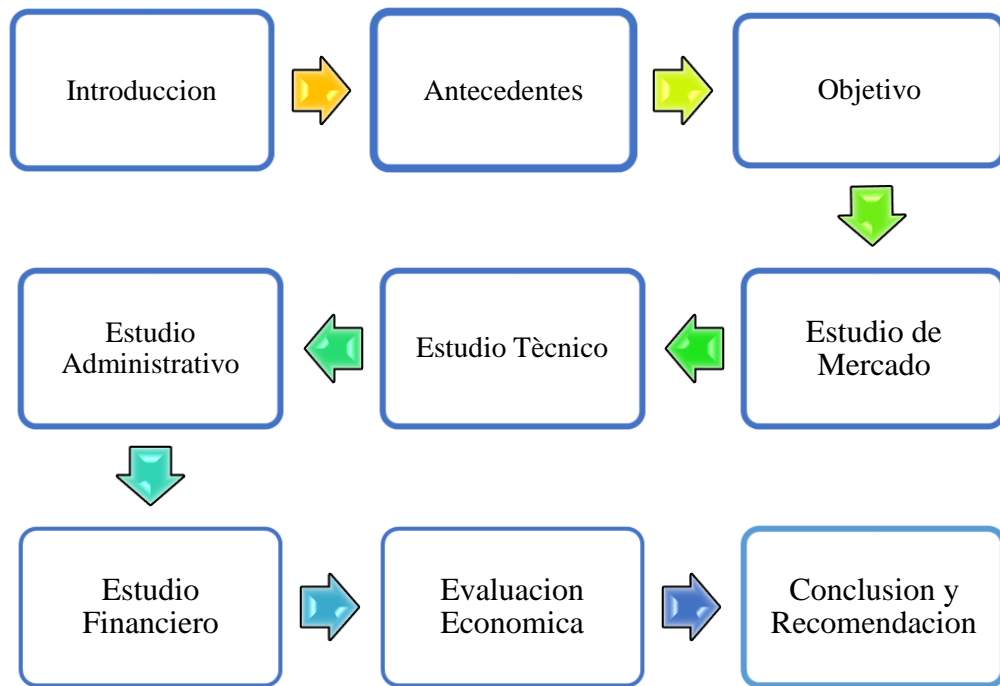 Introduccion
Antecedentes
Objetivo
Estudio de
Mercado
Estudio Tècnico
Estudio
Administrativo
Estudio
Financiero
Evaluacion
Economica
Conclusion y
Recomendacion